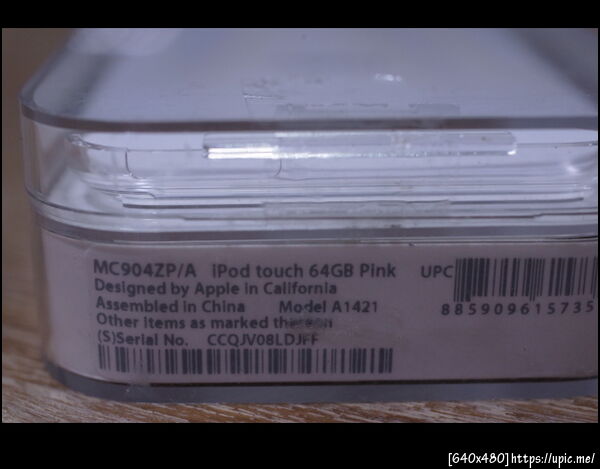 MC904ZP/A iPod touch 64GB Pink UPC
Designed by Apple in California
Assembled in China Model A1421
885909615735
Other items as marked thereon
(S)Serial No. CCQJV08LDJFF
[640x480]https://upic.me/